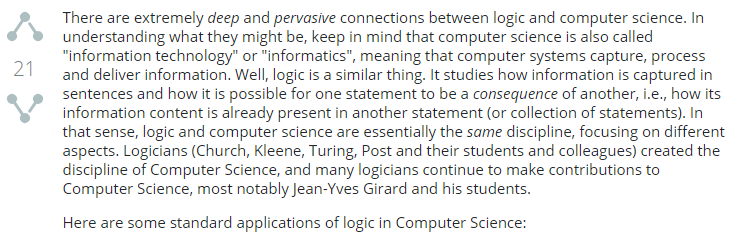 There are extremely deep and pervasive connections between logic and computer science. In
understanding what they might be, keep in mind that computer science is also called
"information technology" or "informatics", meaning that computer systems capture, process
21
and deliver information. Well, logic is a similar thing. It studies how information is captured in
sentences and how it is possible for one statement to be a consequence of another, i.e., how its
information content is already present in another statement (or collection of statements). In
that sense, logic and computer science are essentially the same discipline, focusing on different
aspects. Logicians (Church, Kleene, Turing, Post and their students and colleagues) created the
discipline of Computer Science, and many logicians continue to make contributions to
Computer Science, most notably Jean-Yves Girard and his students.
Here are some standard applications of logic in Computer Science: